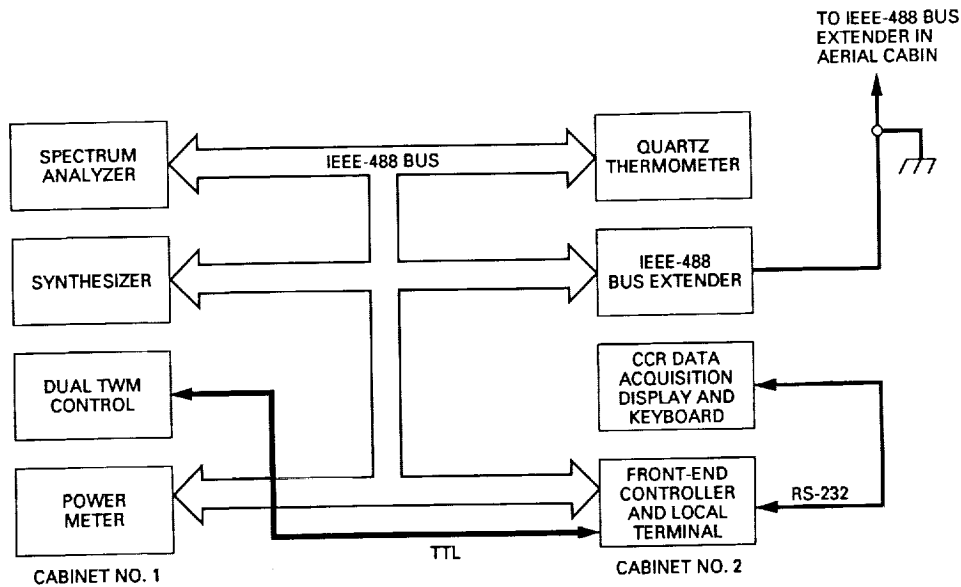 TO IEEE-488 BUS
EXTENDER IN
AERIAL CABIN
SPECTRUM
ANALYZER
IEEE-488 BUS
QUARTZ
THERMOMETER
SYNTHESIZER
IEEE-488
BUS EXTENDER
DUAL TWM
CONTROL
CCR DATA
ACQUISITION
DISPLAY AND
KEYBOARD
POWER
METER
FRONT-END
CONTROLLER
AND LOCAL
TERMINAL
RS-232
TTL
CABINET NO. 1
CABINET NO. 2